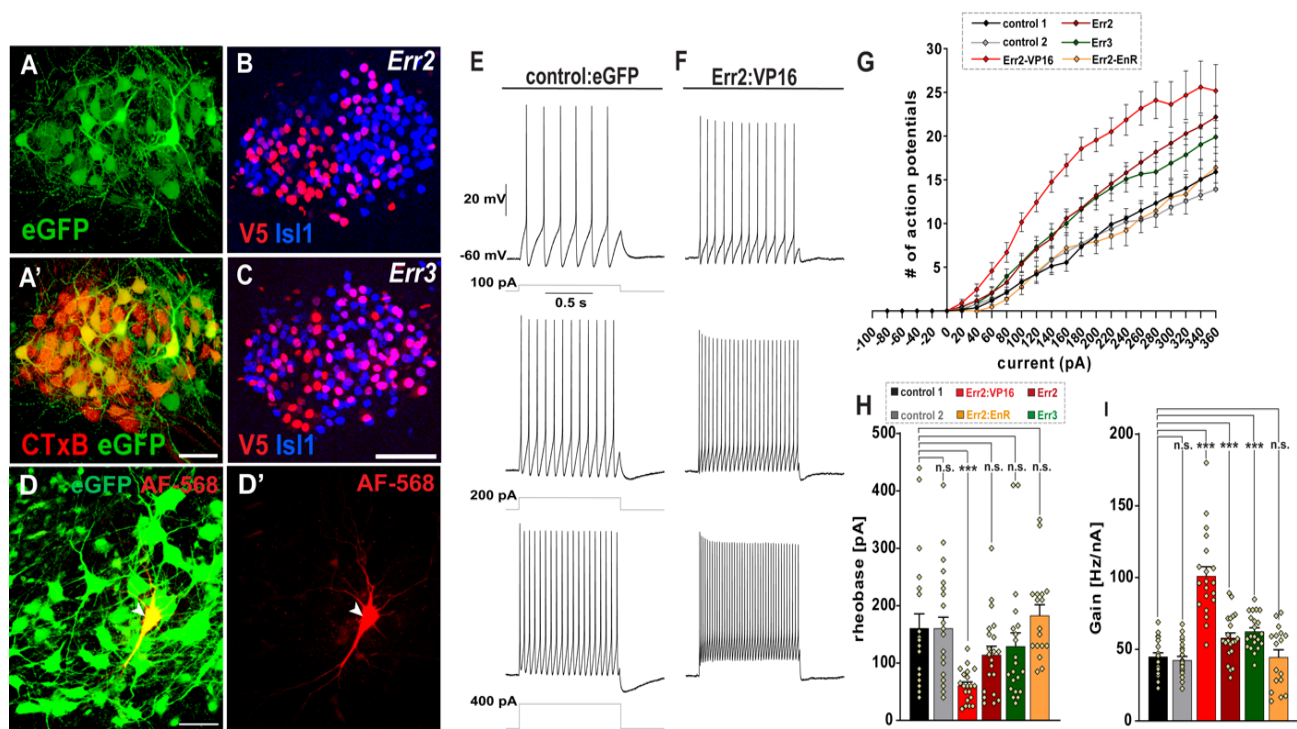 A
eGFP
B
Err2
V5 Isl1
A'
CTxB eGFP
C
Err3
V5 Isl1
D
eGFP AF-568
D'
AF-568
E
control:eGFP
20 mV
-60 mV
100 pA
0.5 s
200 pA
400 pA
F
Err2:VP16
G
control 1
Err2
control 2
Err3
Err2-VP16
Err2-EnR
# of action potentials
30
25
20
15
10
5
-100
-80
-60
-40
-20
0
20
40
60
80
100
120
140
160
180
200
220
240
260
280
300
320
340
360
current (pA)
H
control 1
Err2:VP16
Err2
control 2
Err2:EnR
Err3
rheobase [pA]
500
400
300
200
100
0
n.s.
***
n.s.
n.s.
n.s.
I
Gain [Hz/nA]
200
150
100
50
0
n.s.
***
***
***
n.s.